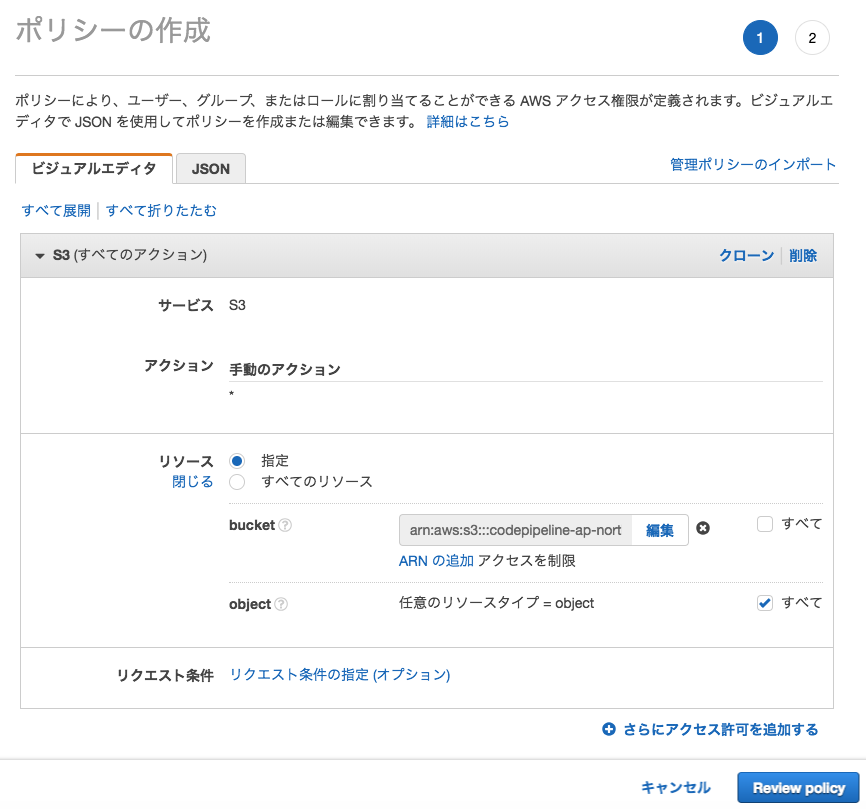 ポリシーの作成
1
2
ポリシーにより、ユーザー、グループ、またはロールに割り当てることができる AWS アクセス権限が定義されます。ビジュアルエ
ディタで JSON を使用してポリシーを作成または編集できます。 詳細はこちら
ビジュアルエディタ
JSON
管理ポリシーのインポート
すべて展開 | すべて折りたたむ
S3 (すべてのアクション)
クローン | 削除
サービス S3
アクション 手動のアクション
*
リソース 指定
閉じる すべてのリソース
bucket ? arn:aws:s3:::codepipeline-ap-nort 編集 すべて
ARN の追加 アクセスを制限
object ? 任意のリソースタイプ = object すべて
リクエスト条件 リクエスト条件の指定 (オプション)
さらにアクセス許可を追加する
キャンセル Review policy